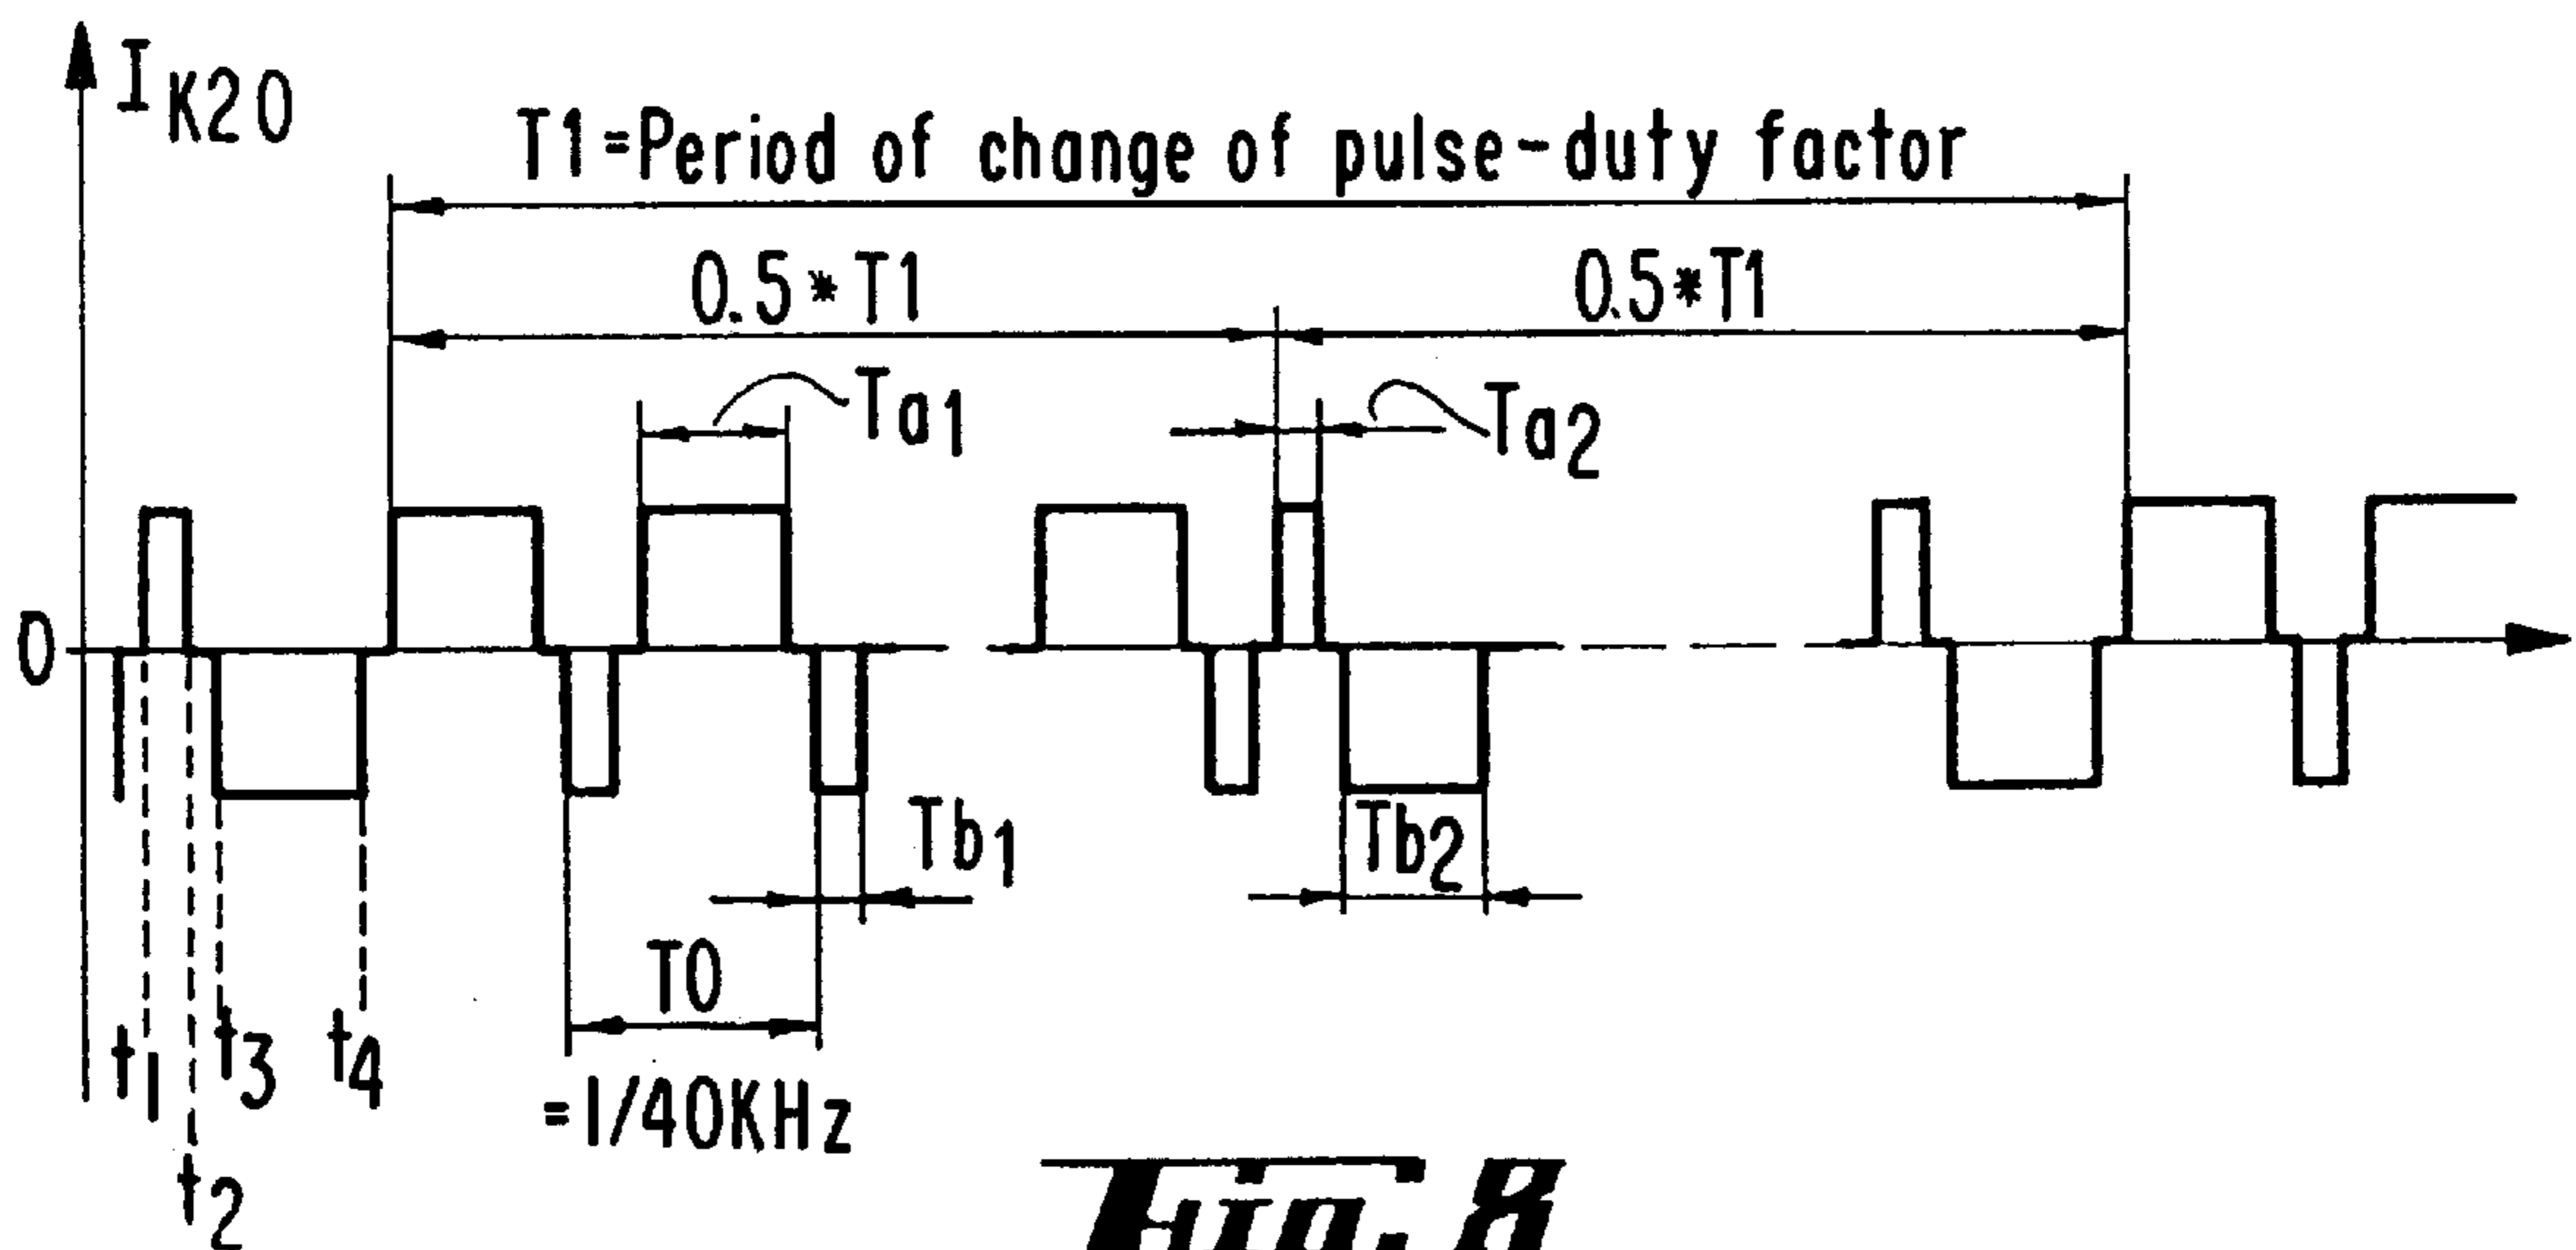 I K20
T1=Period of change of pulse-duty factor
0.5*T1
0.5*T1
Ta1
Ta2
0
Tb1
Tb2
T0
=1/40KHz
t1
t2
t3
t4
Fig. 8